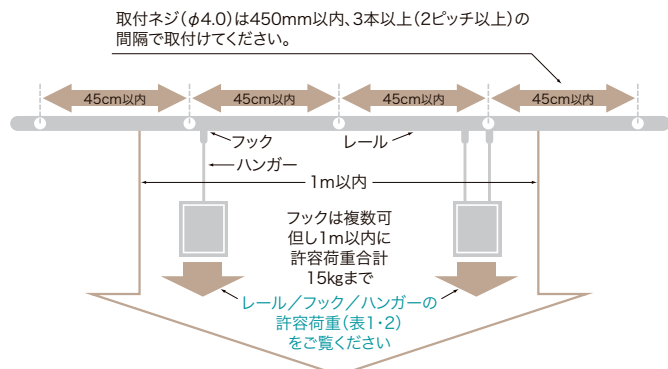 取付ネジ(φ4.0)は450mm以内、3本以上(2ピッチ以上)の
間隔で取付けてください。
45cm以内 45cm以内 45cm以内 45cm以内
フック レール
ハンガー
1m以内
フックは複数可
但し1m以内に
許容荷重合計
15kgまで
レール/フック/ハンガーの
許容荷重(表1・2)
をご覧ください